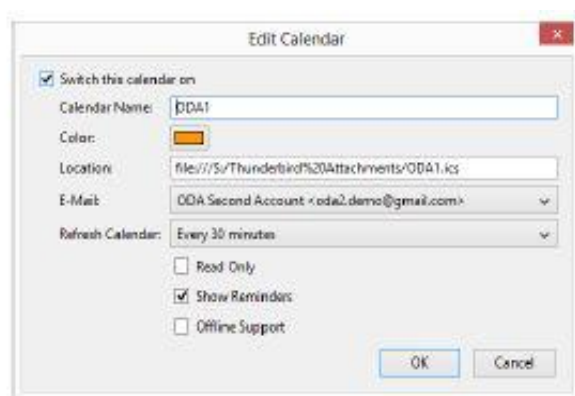 Edit Calendar
Switch this calendar on
Calendar Name: ODA1
Color:
Location: file:///S:/Thunderbird%20Attachments/ODA1.ics
E-Mail: ODA Second Account <oda2.demo@gmail.com>
Refresh Calendar: Every 30 minutes
Read Only
Show Reminders
Offline Support
OK Cancel